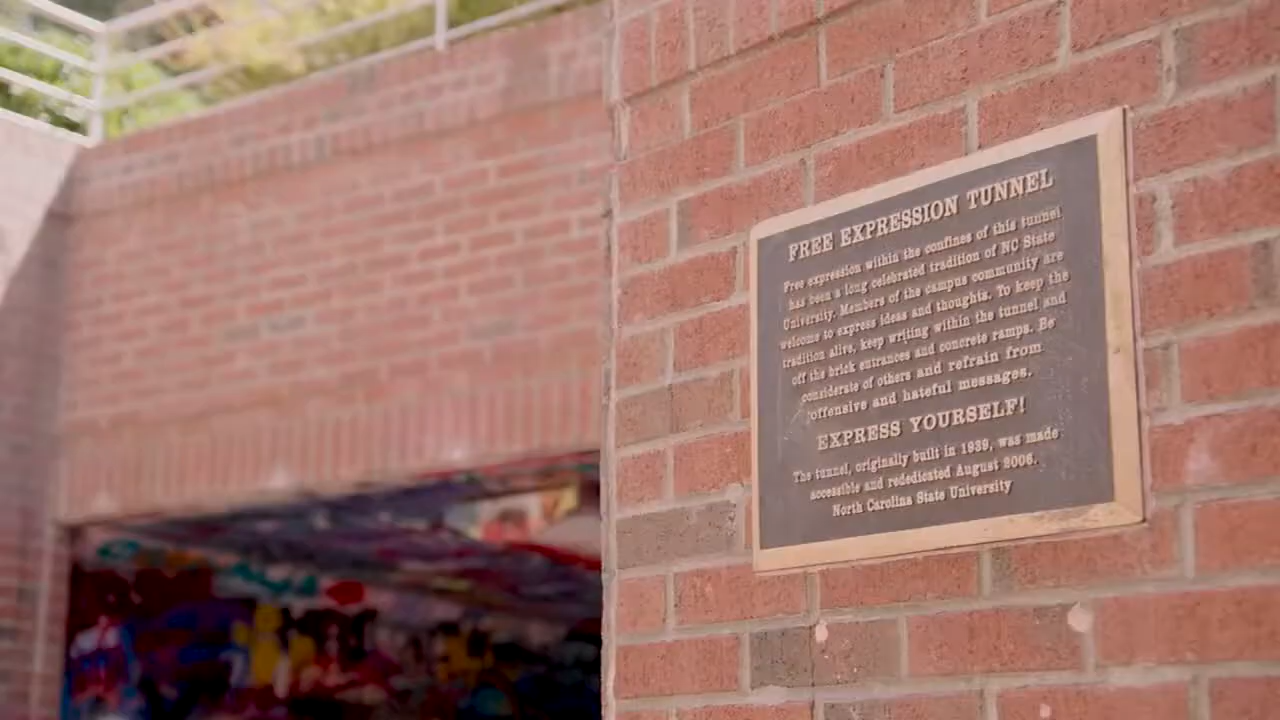 FREE EXPRESSION TUNNEL
Free expression within the confines of this tunnel
has been a long celebrated tradition of NC State
University. Members of the campus community are
welcome to express ideas and thoughts. To keep the
tradition alive, keep writing within the tunnel and
off the brick entrances and concrete ramps. Be
considerate of others and refrain from
offensive and hateful messages.
EXPRESS YOURSELF!
The tunnel, originally built in 1939, was made
accessible and rededicated August 2006.
North Carolina State University